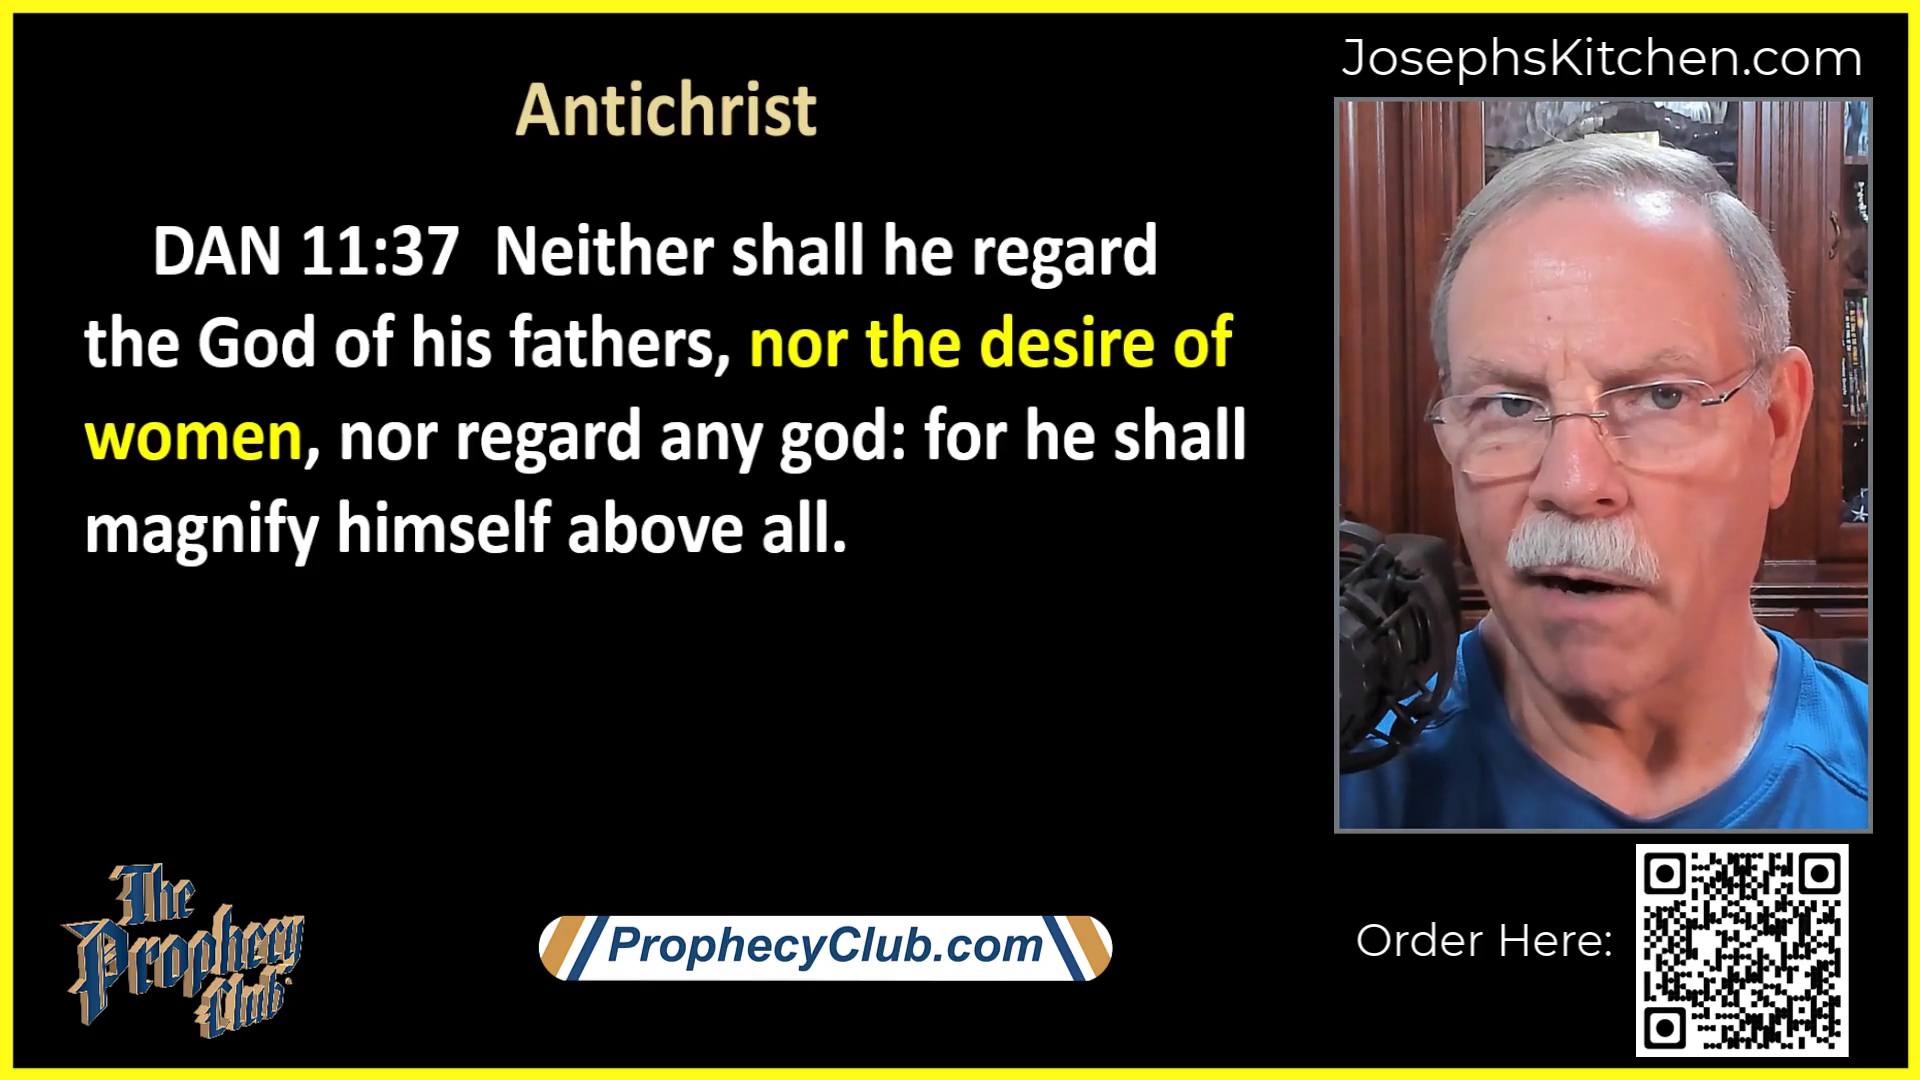 JosephsKitchen.com
Antichrist
DAN 11:37  Neither shall he regard
the God of his fathers, nor the desire of
women, nor regard any god: for he shall
magnify himself above all.
The
Prophecy
Club
ProphecyClub.com
Order Here: